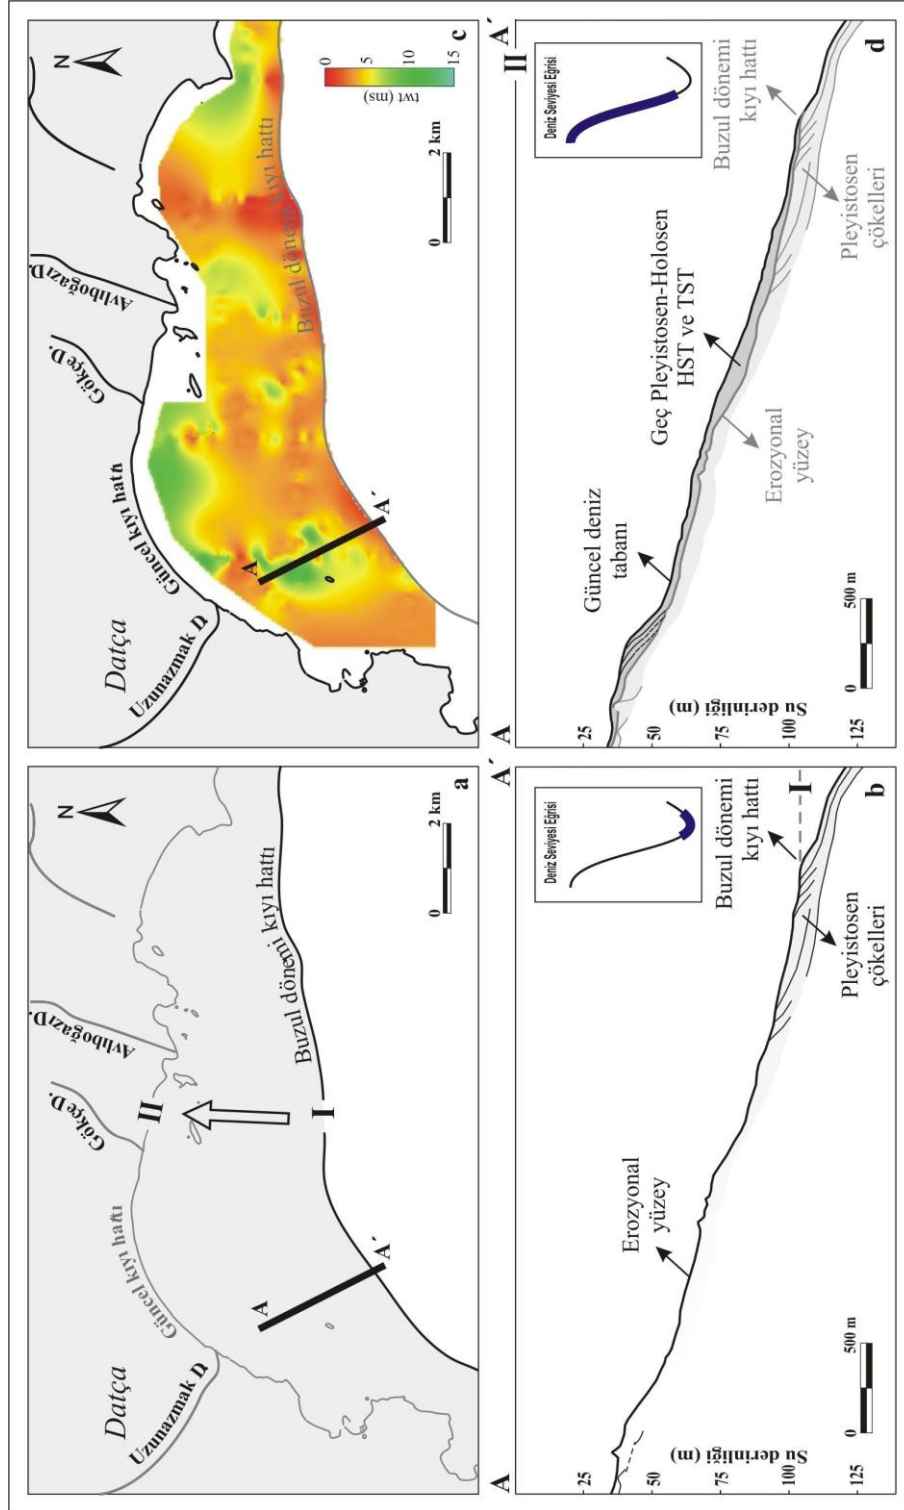 Datça
Uzunazmak D.
Güncel kıyı hattı
Gökçe D.
Avlıboğazı D.
N
II
I
A
A´
Buzul dönemi kıyı hattı
0
2 km
a
A
A´
25
50
75
100
125
Su derinliği (m)
0
500 m
Erozyonal
yüzey
Deniz Seviyesi Eğrisi
Buzul dönemi
kıyı hattı
Pleyistosen
çökelleri
I
b
Datça
Uzunazmak D.
Güncel kıyı hattı
Gökçe D.
Avlıboğazı D.
N
A
A´
Buzul dönemi kıyı hattı
0
5
10
15
twt (ms)
0
2 km
c
A
A´
II
25
50
75
100
125
Su derinliği (m)
0
500 m
Güncel deniz
tabanı
Erozyonal
yüzey
Geç Pleyistosen-Holosen
HST ve TST
Deniz Seviyesi Eğrisi
Buzul dönemi
kıyı hattı
Pleyistosen
çökelleri
d